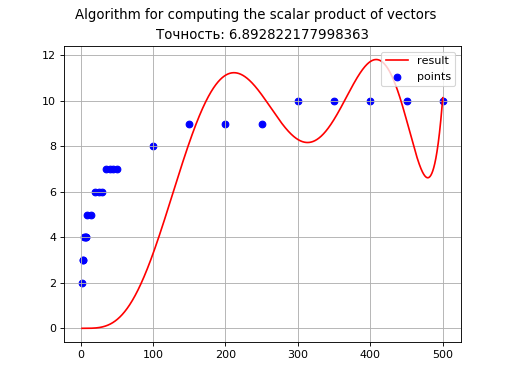 Algorithm for computing the scalar product of vectors
Точность: 6.892822177998363
result
points
12
10
8
6
4
2
0
0 100 200 300 400 500